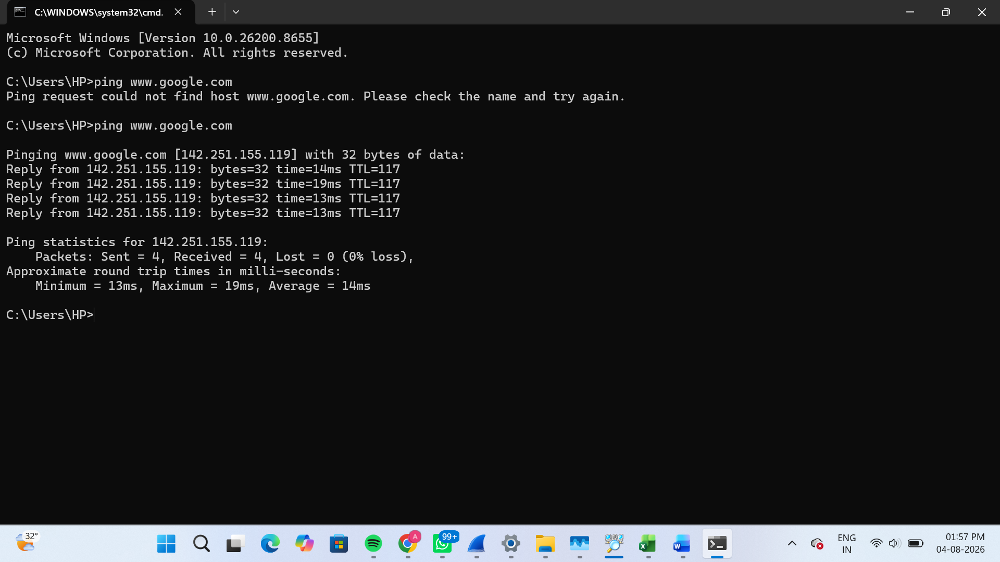 C:\WINDOWS\system32\cmd.
Microsoft Windows [Version 10.0.26200.8655]
(c) Microsoft Corporation. All rights reserved.
C:\Users\HP>ping www.google.com
Ping request could not find host www.google.com. Please check the name and try again.
C:\Users\HP>ping www.google.com
Pinging www.google.com [142.251.155.119] with 32 bytes of data:
Reply from 142.251.155.119: bytes=32 time=14ms TTL=117
Reply from 142.251.155.119: bytes=32 time=19ms TTL=117
Reply from 142.251.155.119: bytes=32 time=13ms TTL=117
Reply from 142.251.155.119: bytes=32 time=13ms TTL=117
Ping statistics for 142.251.155.119:
    Packets: Sent = 4, Received = 4, Lost = 0 (0% loss),
Approximate round trip times in milli-seconds:
    Minimum = 13ms, Maximum = 19ms, Average = 14ms
C:\Users\HP>
32°
A
99+
X
W
ENG
IN
01:57 PM
04-08-2026